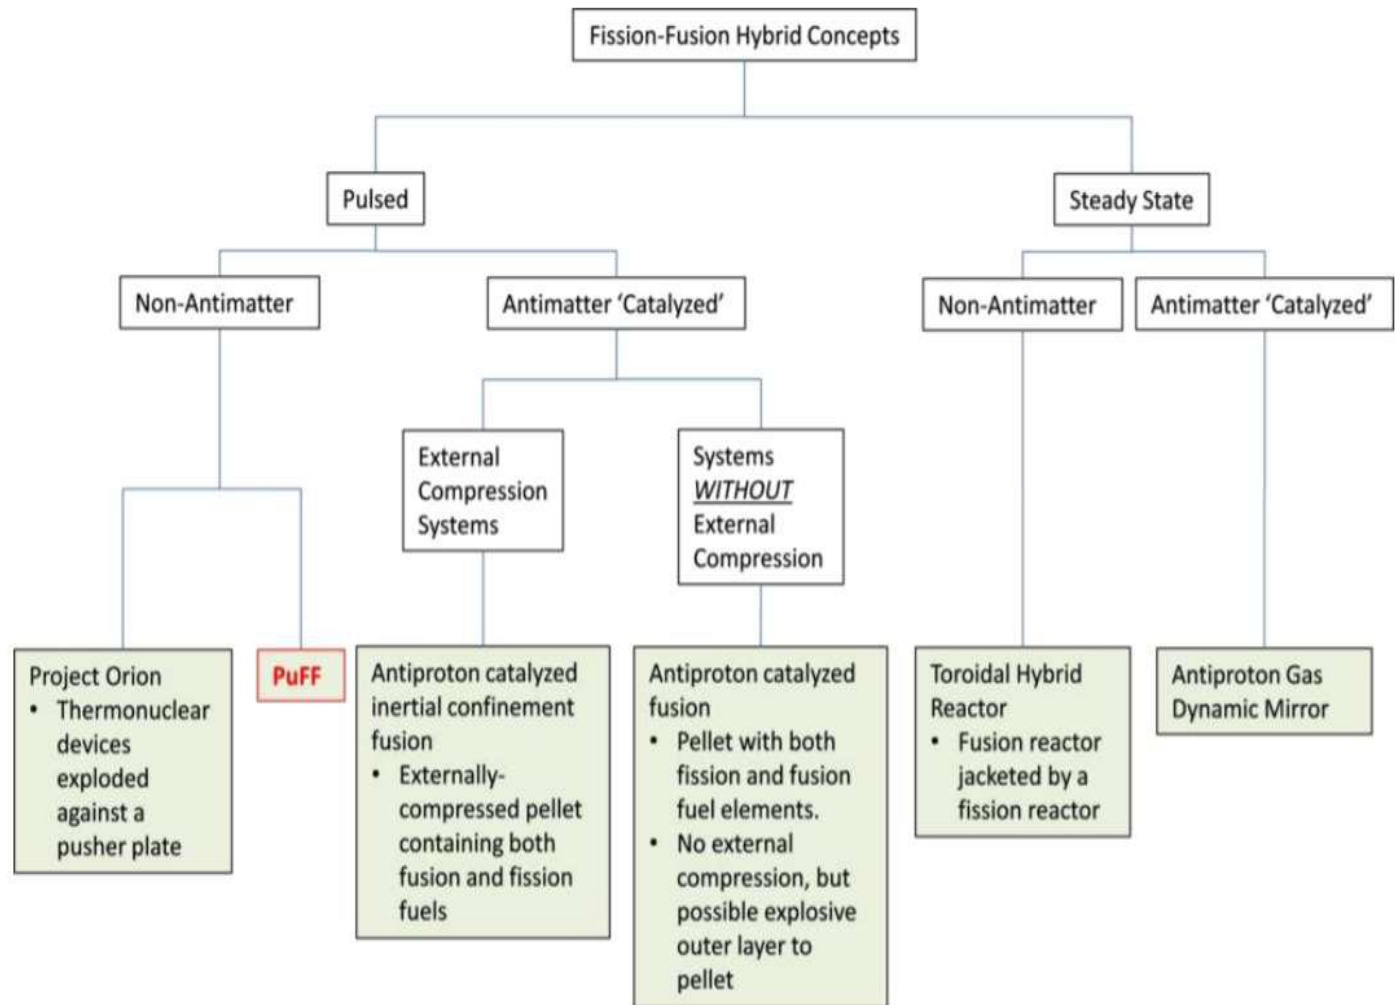 Fission-Fusion Hybrid Concepts
Pulsed
Steady State
Non-Antimatter
Antimatter ‘Catalyzed’
Non-Antimatter
Antimatter ‘Catalyzed’
External
Compression
Systems
Systems
WITHOUT
External
Compression
Project Orion
• Thermonuclear
devices
exploded
against a
pusher plate
PuFF
Antiproton catalyzed
inertial confinement
fusion
• Externally-
compressed pellet
containing both
fusion and fission
fuels
Antiproton catalyzed
fusion
• Pellet with both
fission and fusion
fuel elements.
• No external
compression, but
possible explosive
outer layer to
pellet
Toroidal Hybrid
Reactor
• Fusion reactor
jacketed by a
fission reactor
Antiproton Gas
Dynamic Mirror